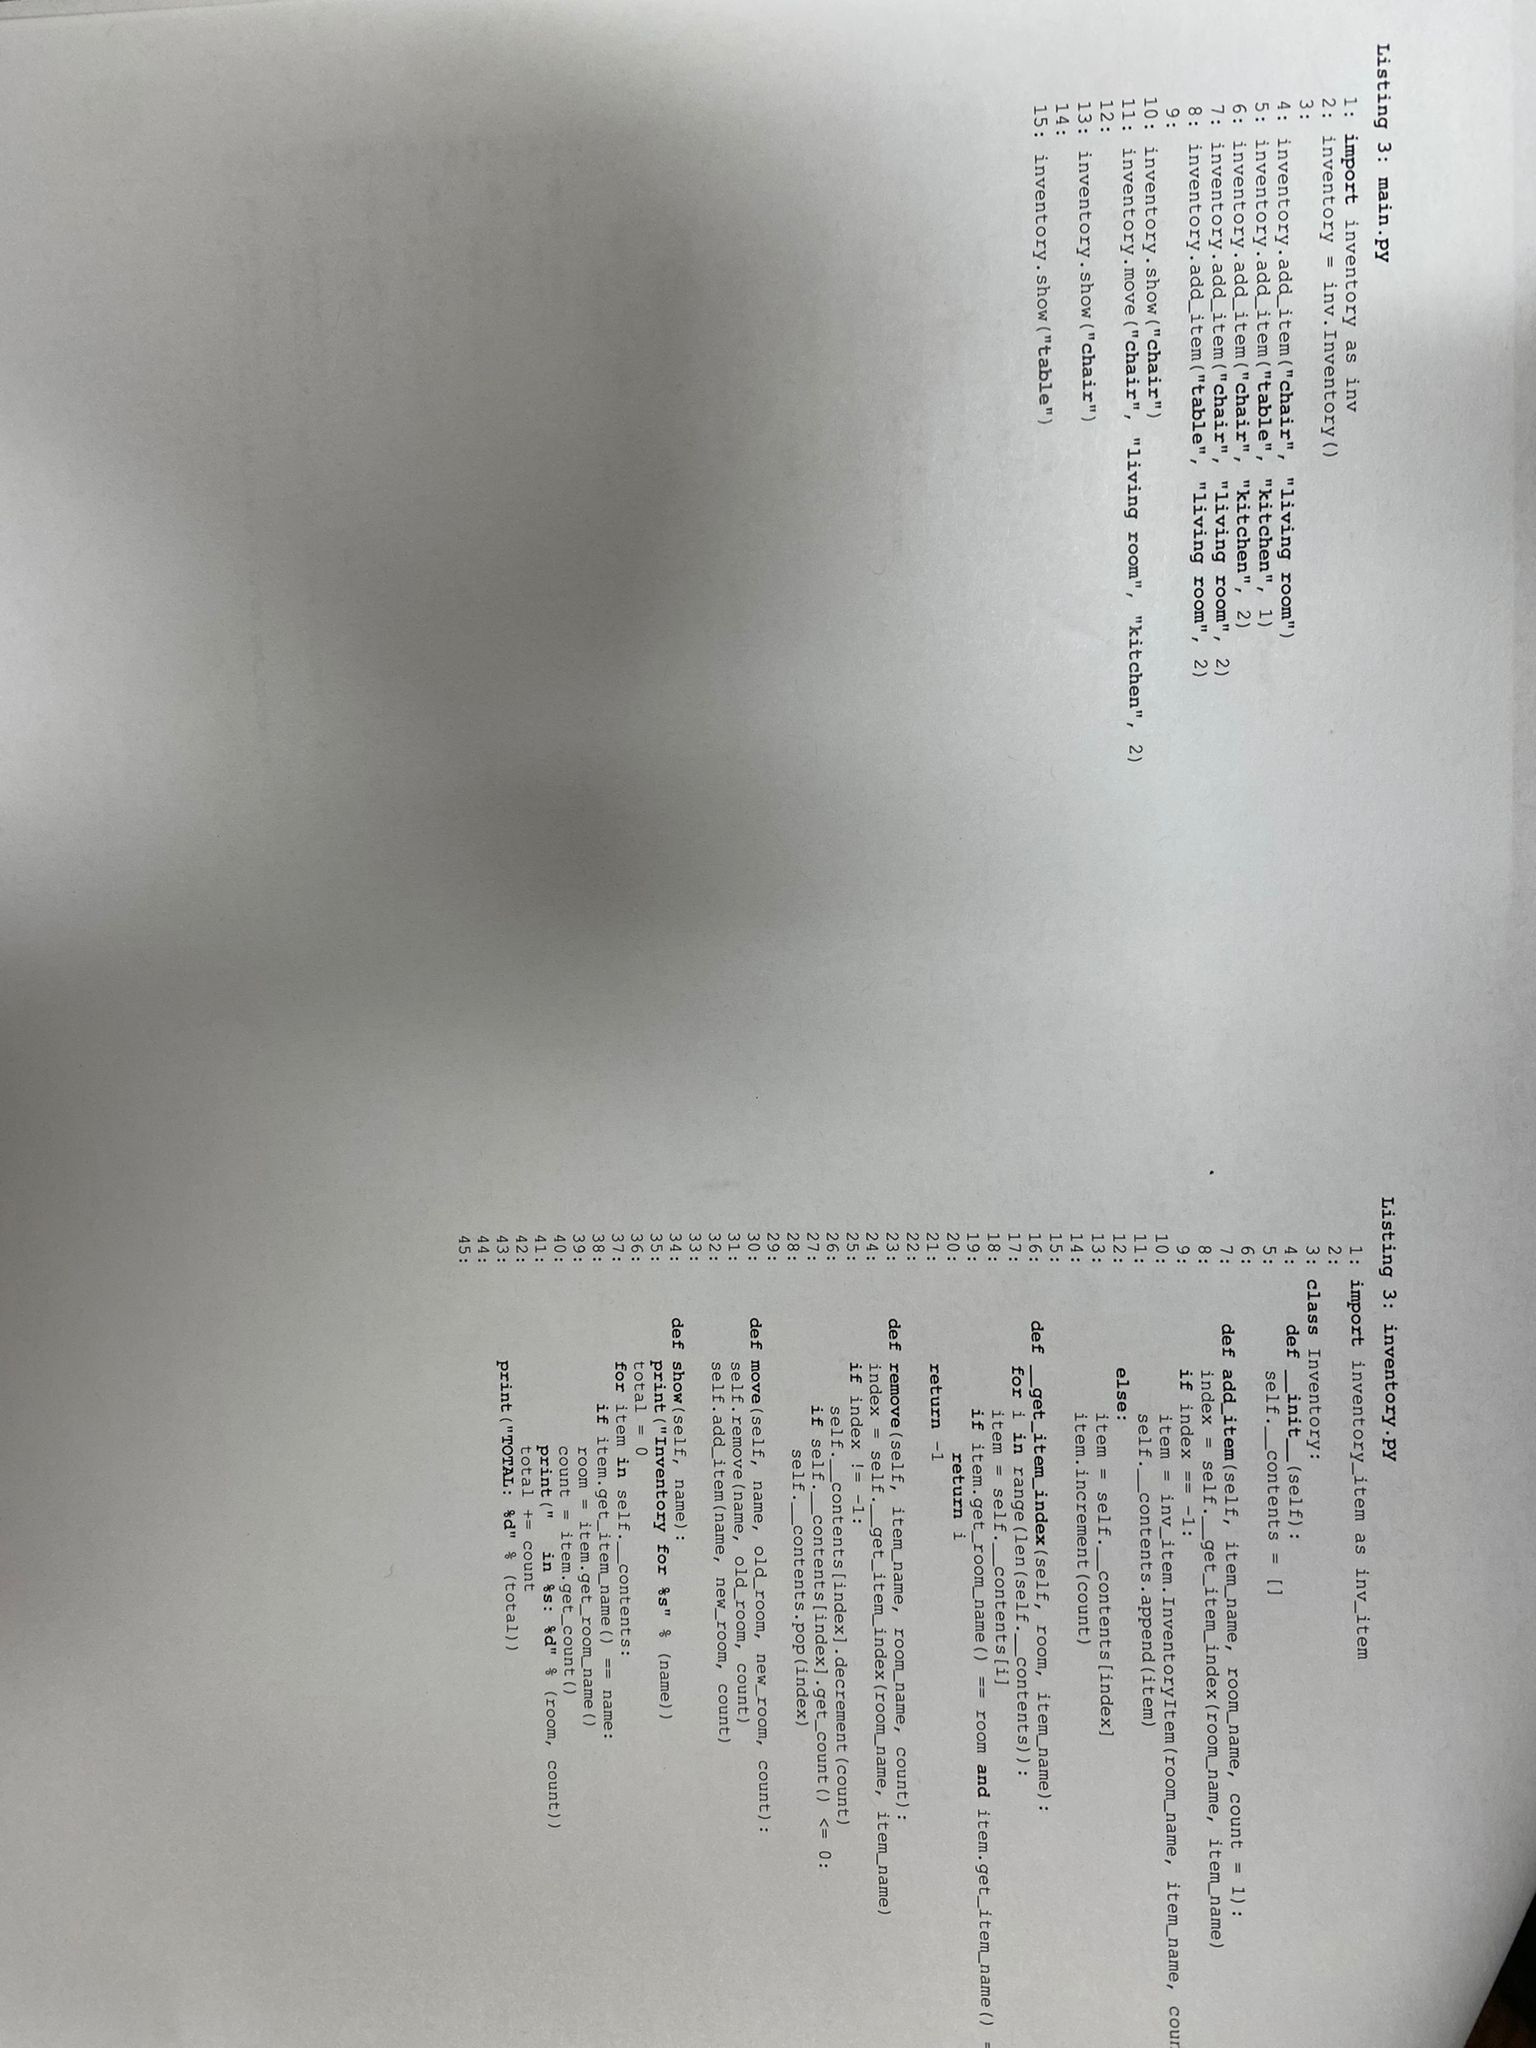 Listing 3: main.py
1: import inventory as inv
2: inventory = inv.Inventory()
3:
4: inventory.add_item("chair", "living room")
5: inventory.add_item("table", "kitchen", 1)
6: inventory.add_item("chair", "kitchen", 2)
7: inventory.add_item("chair", "living room", 2)
8: inventory.add_item("table", "living room", 2)
9:
10: inventory.show("chair")
11: inventory.move("chair", "living room", "kitchen", 2)
12:
13: inventory.show("chair")
14:
15: inventory.show("table")
Listing 3: inventory.py
1: import inventory_item as inv_item
2:
3: class Inventory:
4:     def __init__(self):
5:         self.__contents = []
6:
7:     def add_item(self, item_name, room_name, count = 1):
8:         index = self.__get_item_index(room_name, item_name)
9:         if index == -1:
10:             item = inv_item.InventoryItem(room_name, item_name,
11:             self.__contents.append(item)
12:         else:
13:             item = self.__contents[index]
14:             item.increment(count)
15:
16:     def __get_item_index(self, room, item_name):
17:         for i in range(len(self.__contents)):
18:             item = self.__contents[i]
19:             if item.get_room_name() == room and item.get_item_name()
20:                 return i
21:         return -1
22:
23:     def remove(self, item_name, room_name, count):
24:         index = self.__get_item_index(room_name, item_name)
25:         if index != -1:
26:             self.__contents[index].decrement(count)
27:             if self.__contents[index].get_count() <= 0:
28:                 self.__contents.pop(index)
29:
30:     def move(self, name, old_room, new_room, count):
31:         self.remove(name, old_room, count)
32:         self.add_item(name, new_room, count)
33:
34:     def show(self, name):
35:         print("Inventory for %s" % (name))
36:         total = 0
37:         for item in self.__contents:
38:             if item.get_item_name() == name:
39:                 room = item.get_room_name()
40:                 count = item.get_count()
41:                 print("   in %s: %d" % (room, count))
42:                 total += count
43:         print("TOTAL: %d" % (total))
44:
45: